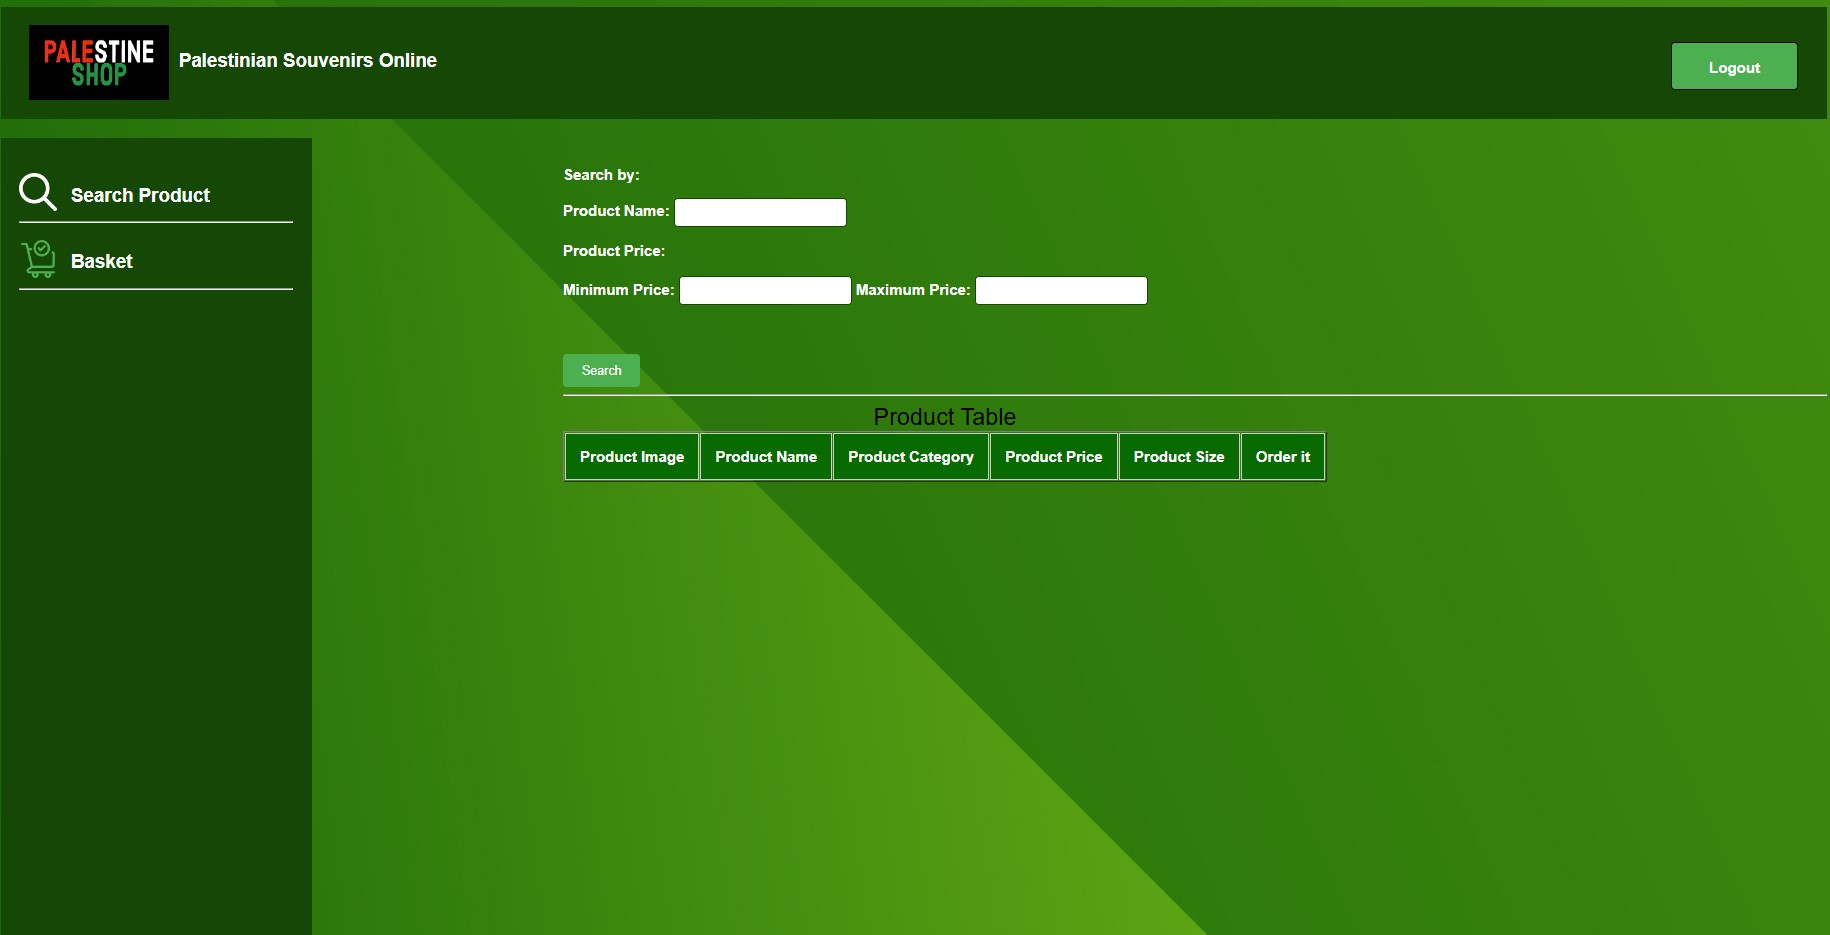 PALESTINE
SHOP
Palestinian Souvenirs Online
Logout
Search Product
Basket
Search by:
Product Name:
Product Price:
Minimum Price: Maximum Price:
Search
Product Table
Product Image Product Name Product Category Product Price Product Size Order it